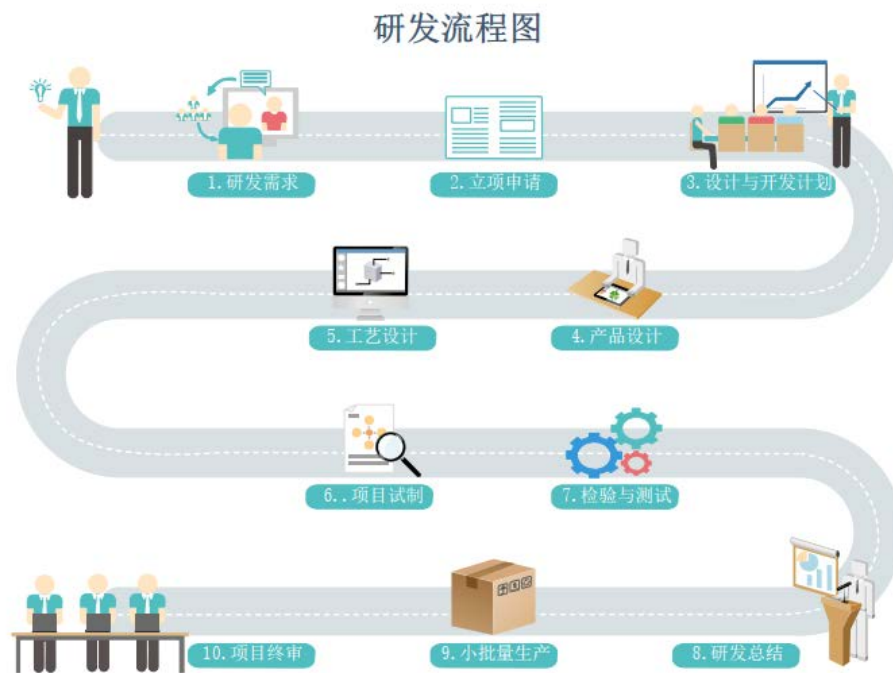 研发流程图
1.研发需求
2.立项申请
3.设计与开发计划
5.工艺设计
4.产品设计
6..项目试制
7.检验与测试
10.项目终审
9.小批量生产
8.研发总结